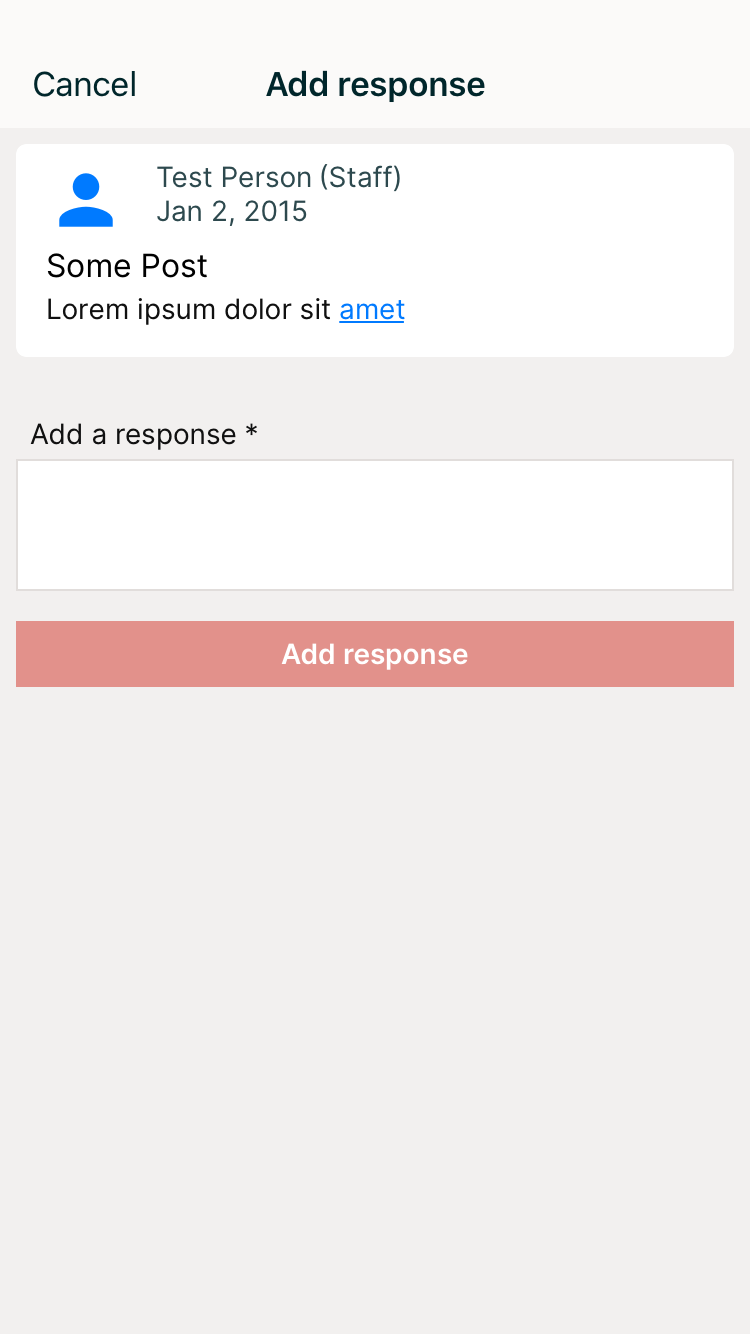 Cancel Add response
Test Person (Staff)
Jan 2, 2015
Some Post
Lorem ipsum dolor sit amet
Add a response *
Add response